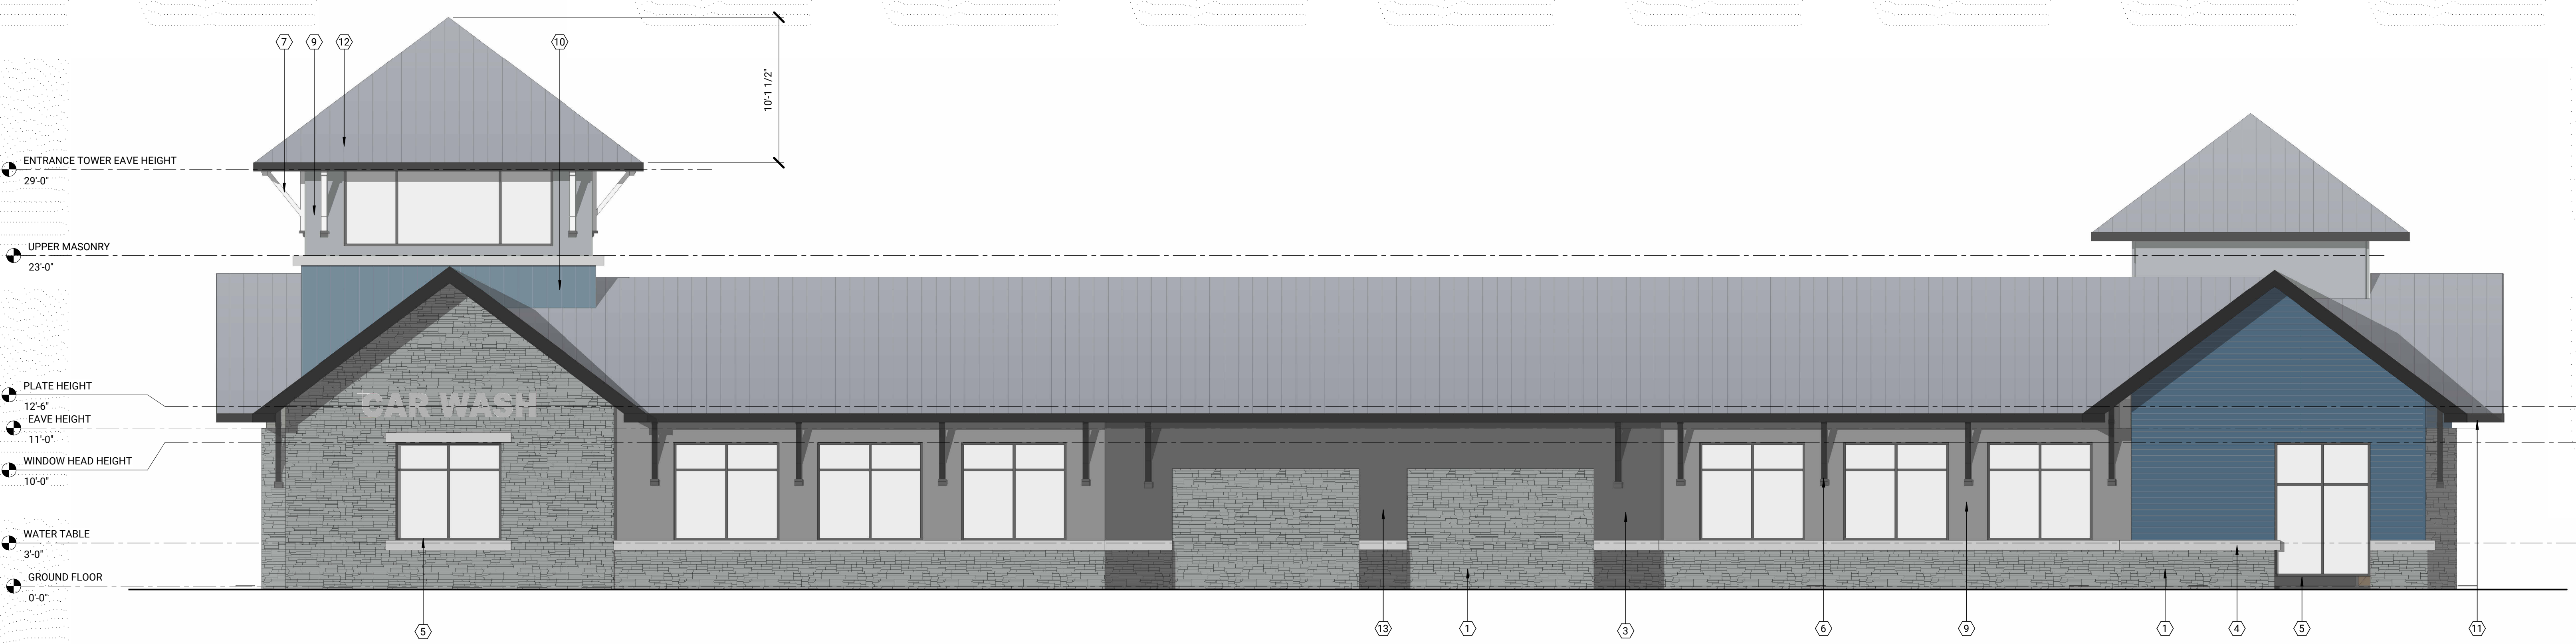 7 9 12 10
10'-1 1/2"
ENTRANCE TOWER EAVE HEIGHT
29'-0"
UPPER MASONRY
23'-0"
PLATE HEIGHT
12'-6"
EAVE HEIGHT
11'-0"
CAR WASH
WINDOW HEAD HEIGHT
10'-0"
WATER TABLE
3'-0"
GROUND FLOOR
0'-0"
5 13 1 3 6 9 1 4 5 11